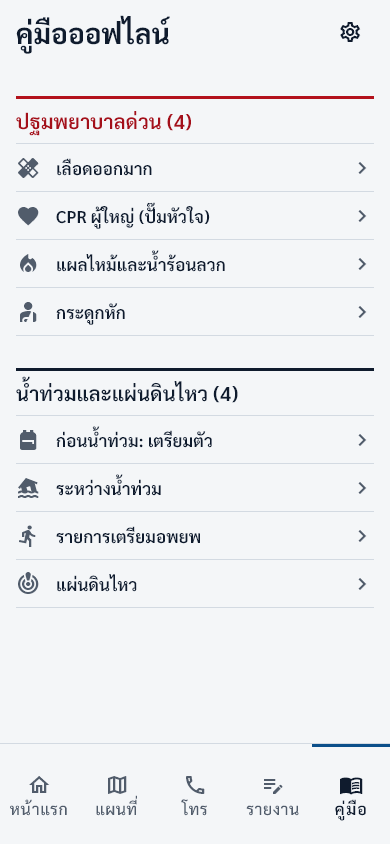 คู่มือออฟไลน์
ปฐมพยาบาลด่วน (4)
เลือดออกมาก
CPR ผู้ใหญ่ (ปั๊มหัวใจ)
แผลไหม้และน้ำร้อนลวก
กระดูกหัก
น้ำท่วมและแผ่นดินไหว (4)
ก่อนน้ำท่วม: เตรียมตัว
ระหว่างน้ำท่วม
รายการเตรียมอพยพ
แผ่นดินไหว
หน้าแรก แผนที่ โทร รายงาน คู่มือ